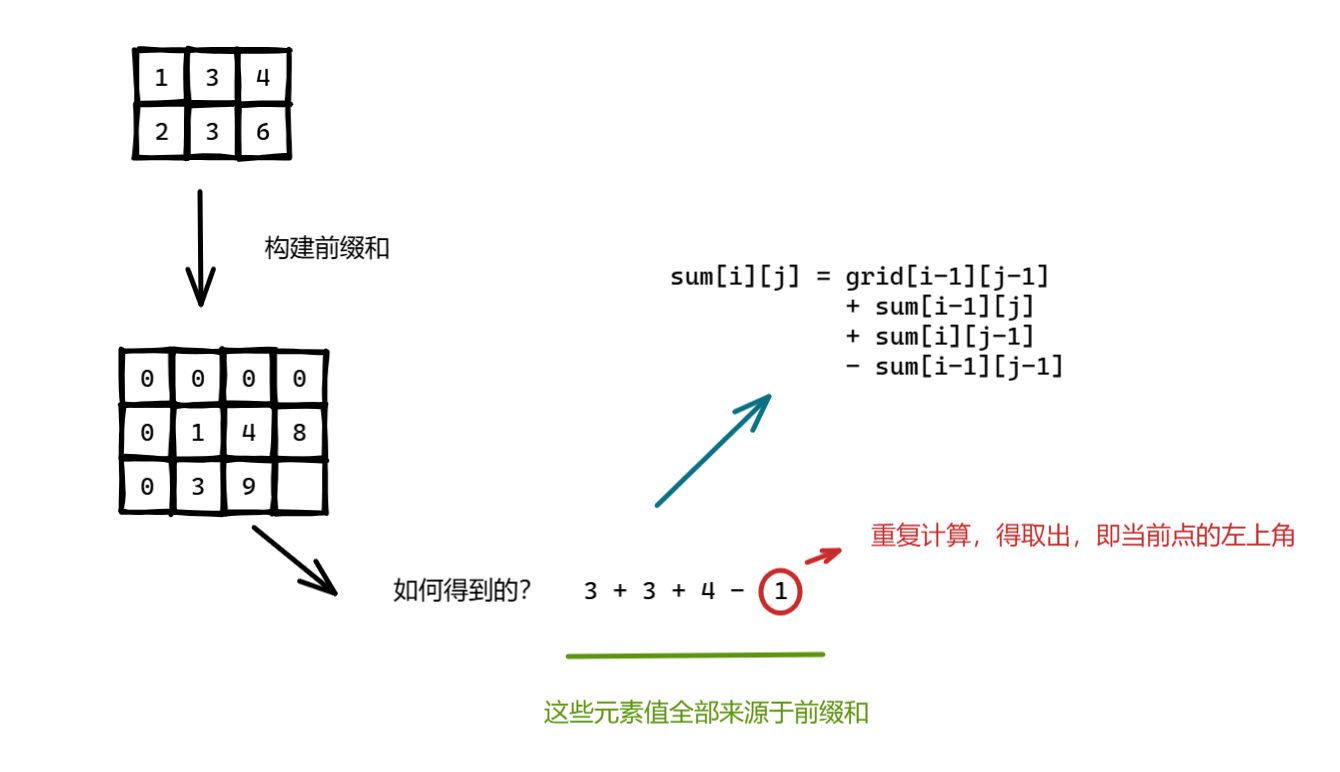 1 3 4
2 3 6
构建前缀和
sum[i][j] = grid[i-1][j-1]
+ sum[i-1][j]
+ sum[i][j-1]
- sum[i-1][j-1]
0 0 0 0
0 1 4 8
0 3 9
重复计算，得取出，即当前点的左上角
如何得到的？ 3 + 3 + 4 - 1
这些元素值全部来源于前缀和